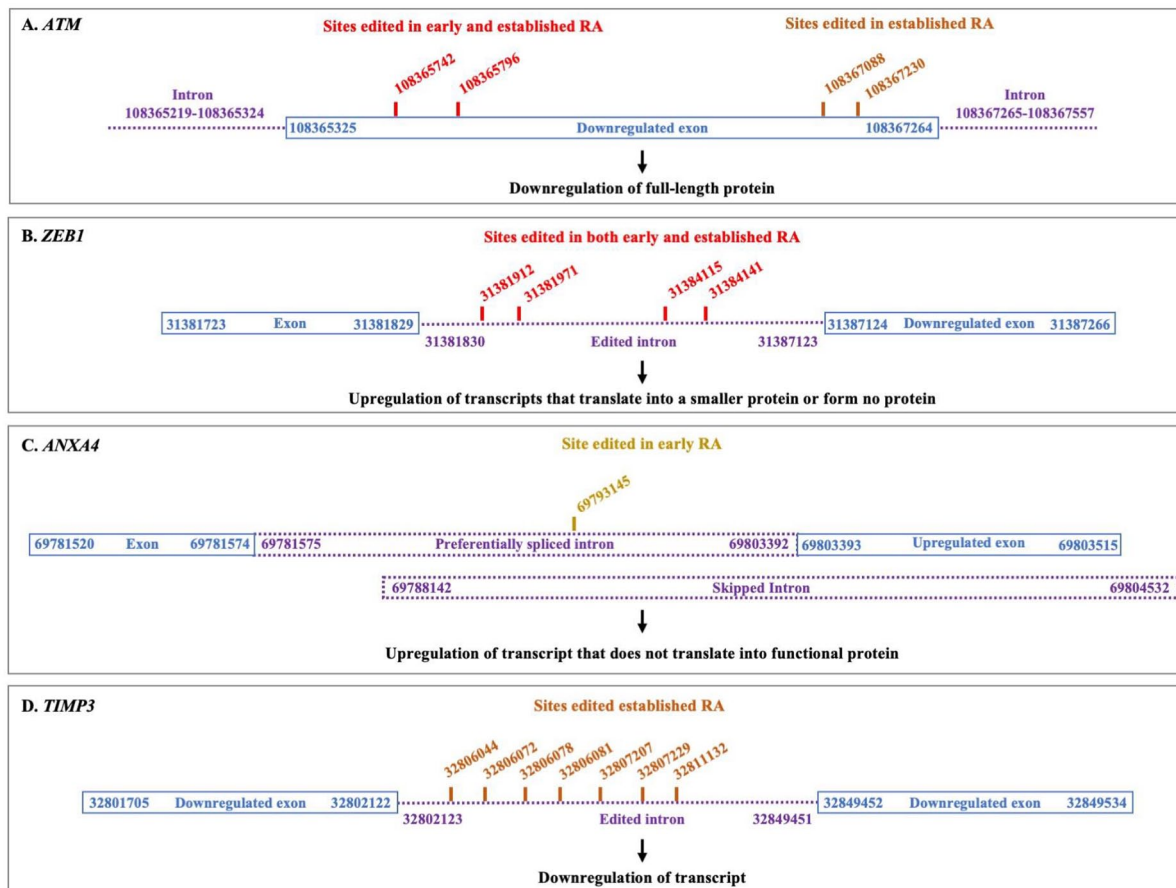 A. ATM
Sites edited in early and established RA
Sites edited in established RA
108365742
108365796
108367088
108367230
Intron
108365219-108365324
Intron
108367265-108367557
108365325
Downregulated exon
108367264
Downregulation of full-length protein
B. ZEB1
Sites edited in both early and established RA
31381912
31381971
31384115
31384141
31381723
Exon
31381829
31387124
Downregulated exon
31387266
31381830
Edited intron
31387123
Upregulation of transcripts that translate into a smaller protein or form no protein
C. ANXA4
Site edited in early RA
69793145
69781520
Exon
69781574
69781575
Preferentially spliced intron
69803392
69803393
Upregulated exon
69803515
69788142
Skipped Intron
69804532
Upregulation of transcript that does not translate into functional protein
D. TIMP3
Sites edited established RA
32806044
32806072
32806078
32806081
32807207
32807229
32811132
32801705
Downregulated exon
32802122
32849452
Downregulated exon
32849534
32802123
Edited intron
32849451
Downregulation of transcript